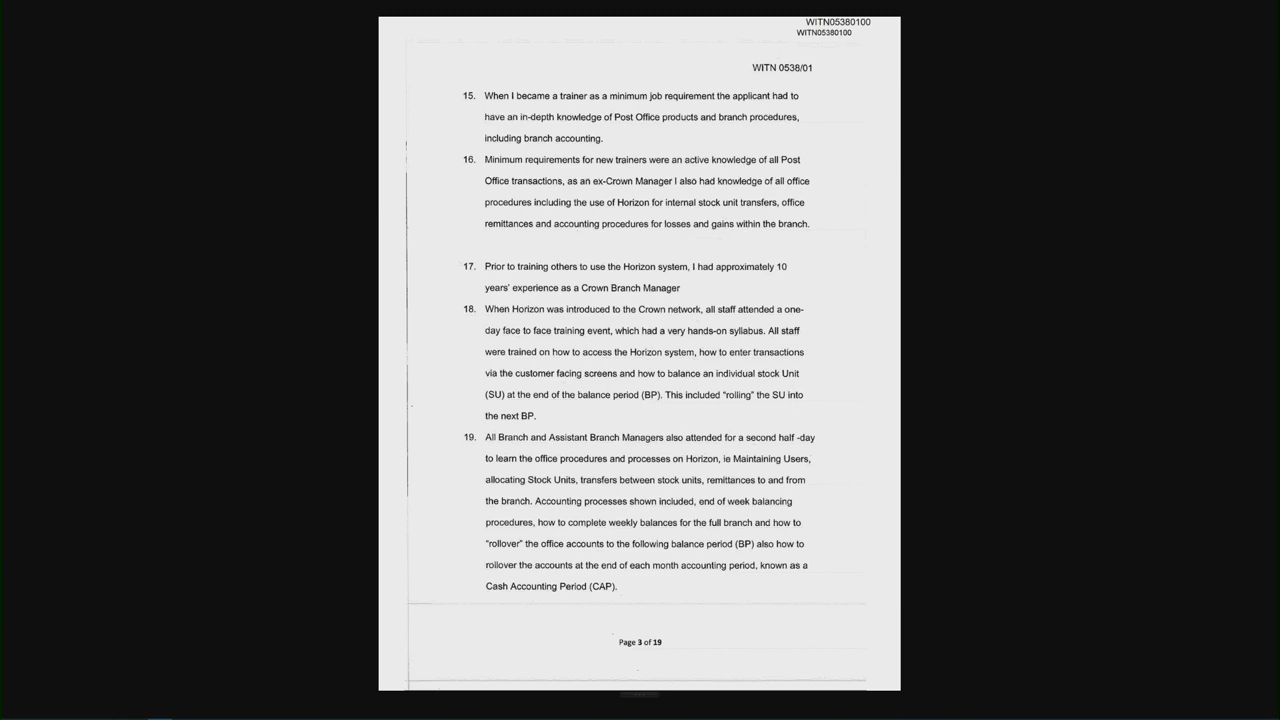 WITN05380100
WITN05380100
WITN 0538/01
15. When I became a trainer as a minimum job requirement the applicant had to
have an in-depth knowledge of Post Office products and branch procedures,
including branch accounting.
16. Minimum requirements for new trainers were an active knowledge of all Post
Office transactions, as an ex-Crown Manager I also had knowledge of all office
procedures including the use of Horizon for internal stock unit transfers, office
remittances and accounting procedures for losses and gains within the branch.
17. Prior to training others to use the Horizon system, I had approximately 10
years' experience as a Crown Branch Manager
18. When Horizon was introduced to the Crown network, all staff attended a one-
day face to face training event, which had a very hands-on syllabus. All staff
were trained on how to access the Horizon system, how to enter transactions
via the customer facing screens and how to balance an individual stock Unit
(SU) at the end of the balance period (BP). This included “rolling” the SU into
the next BP.
19. All Branch and Assistant Branch Managers also attended for a second half -day
to learn the office procedures and processes on Horizon, ie Maintaining Users,
allocating Stock Units, transfers between stock units, remittances to and from
the branch. Accounting processes shown included, end of week balancing
procedures, how to complete weekly balances for the full branch and how to
“rollover” the office accounts to the following balance period (BP) also how to
rollover the accounts at the end of each month accounting period, known as a
Cash Accounting Period (CAP).
Page 3 of 19